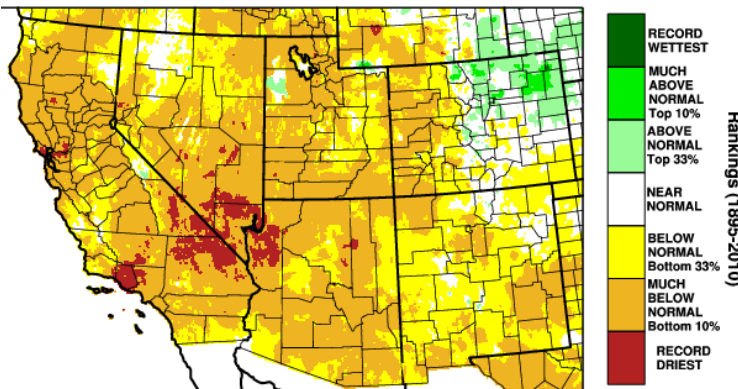 RECORD
WETTEST
MUCH
ABOVE
NORMAL
Top 10%
ABOVE
NORMAL
Top 33%
NEAR
NORMAL
BELOW
NORMAL
Bottom 33%
MUCH
BELOW
NORMAL
Bottom 10%
RECORD
DRIEST
Rankings (1895-2010)